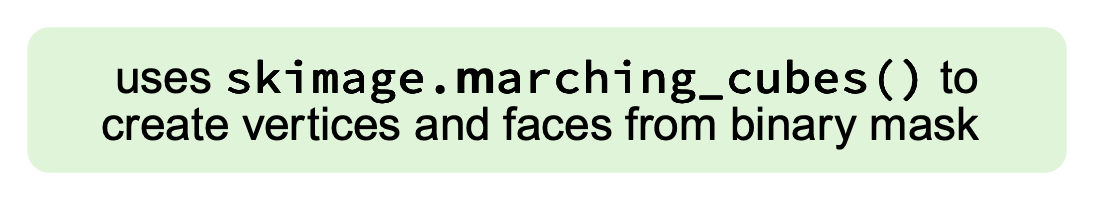 uses skimage.marching_cubes() to
create vertices and faces from binary mask